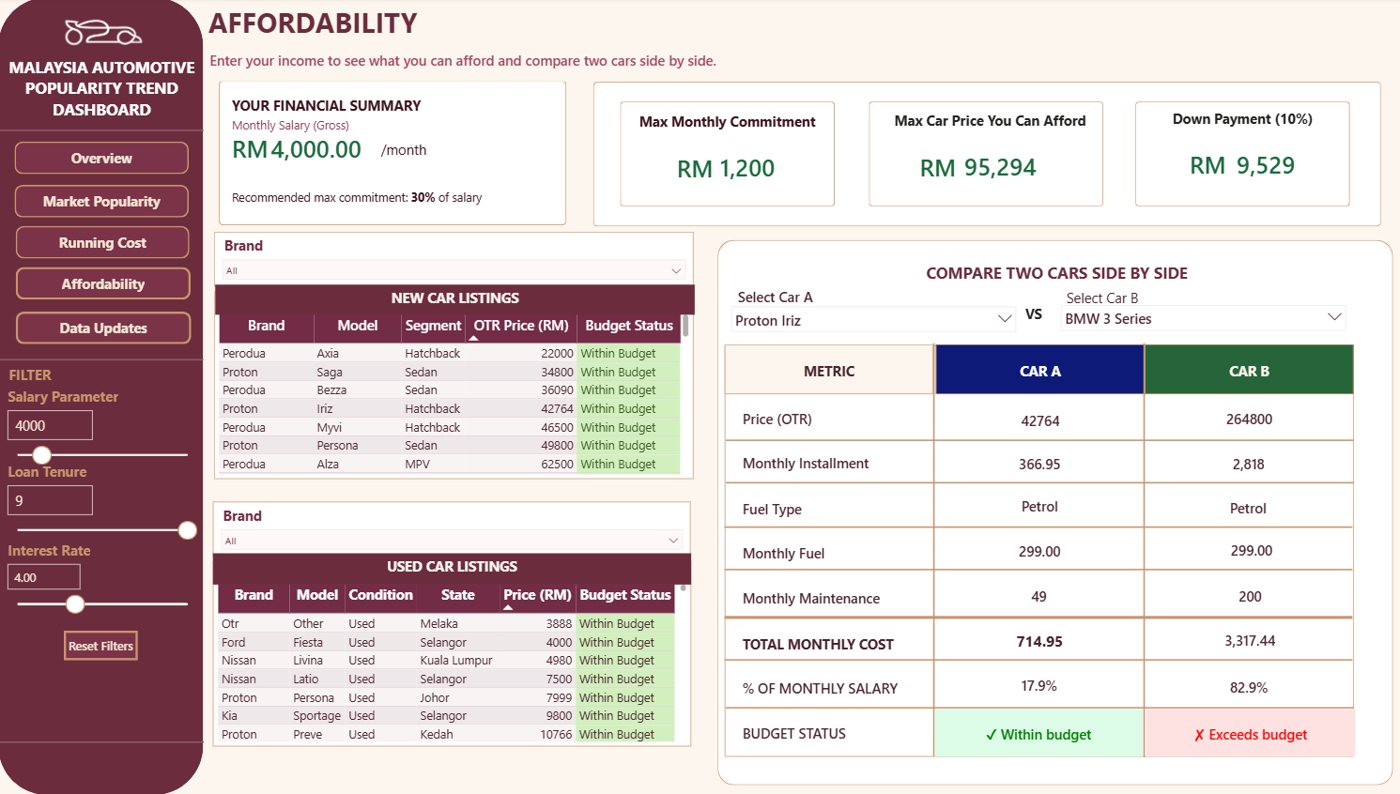 MALAYSIA AUTOMOTIVE
POPULARITY TREND
DASHBOARD
Overview
Market Popularity
Running Cost
Affordability
Data Updates
FILTER
Salary Parameter
4000
Loan Tenure
9
Interest Rate
4.00
Reset Filters
AFFORDABILITY
Enter your income to see what you can afford and compare two cars side by side.
YOUR FINANCIAL SUMMARY
Monthly Salary (Gross)
RM 4,000.00 /month
Recommended max commitment: 30% of salary
Max Monthly Commitment
RM 1,200
Max Car Price You Can Afford
RM 95,294
Down Payment (10%)
RM 9,529
Brand
All
NEW CAR LISTINGS
Brand Model Segment OTR Price (RM) Budget Status
Perodua Axia Hatchback 22000 Within Budget
Proton Saga Sedan 34800 Within Budget
Perodua Bezza Sedan 36090 Within Budget
Proton Iriz Hatchback 42764 Within Budget
Perodua Myvi Hatchback 46500 Within Budget
Proton Persona Sedan 49800 Within Budget
Perodua Alza MPV 62500 Within Budget
Brand
All
USED CAR LISTINGS
Brand Model Condition State Price (RM) Budget Status
Otr Other Used Melaka 3888 Within Budget
Ford Fiesta Used Selangor 4000 Within Budget
Nissan Livina Used Kuala Lumpur 4980 Within Budget
Nissan Latio Used Selangor 7500 Within Budget
Proton Persona Used Johor 7999 Within Budget
Kia Sportage Used Selangor 9800 Within Budget
Proton Preve Used Kedah 10766 Within Budget
COMPARE TWO CARS SIDE BY SIDE
Select Car A
Proton Iriz
VS
Select Car B
BMW 3 Series
METRIC CAR A CAR B
Price (OTR) 42764 264800
Monthly Installment 366.95 2,818
Fuel Type Petrol Petrol
Monthly Fuel 299.00 299.00
Monthly Maintenance 49 200
TOTAL MONTHLY COST 714.95 3,317.44
% OF MONTHLY SALARY 17.9% 82.9%
BUDGET STATUS ✓ Within budget ✗ Exceeds budget